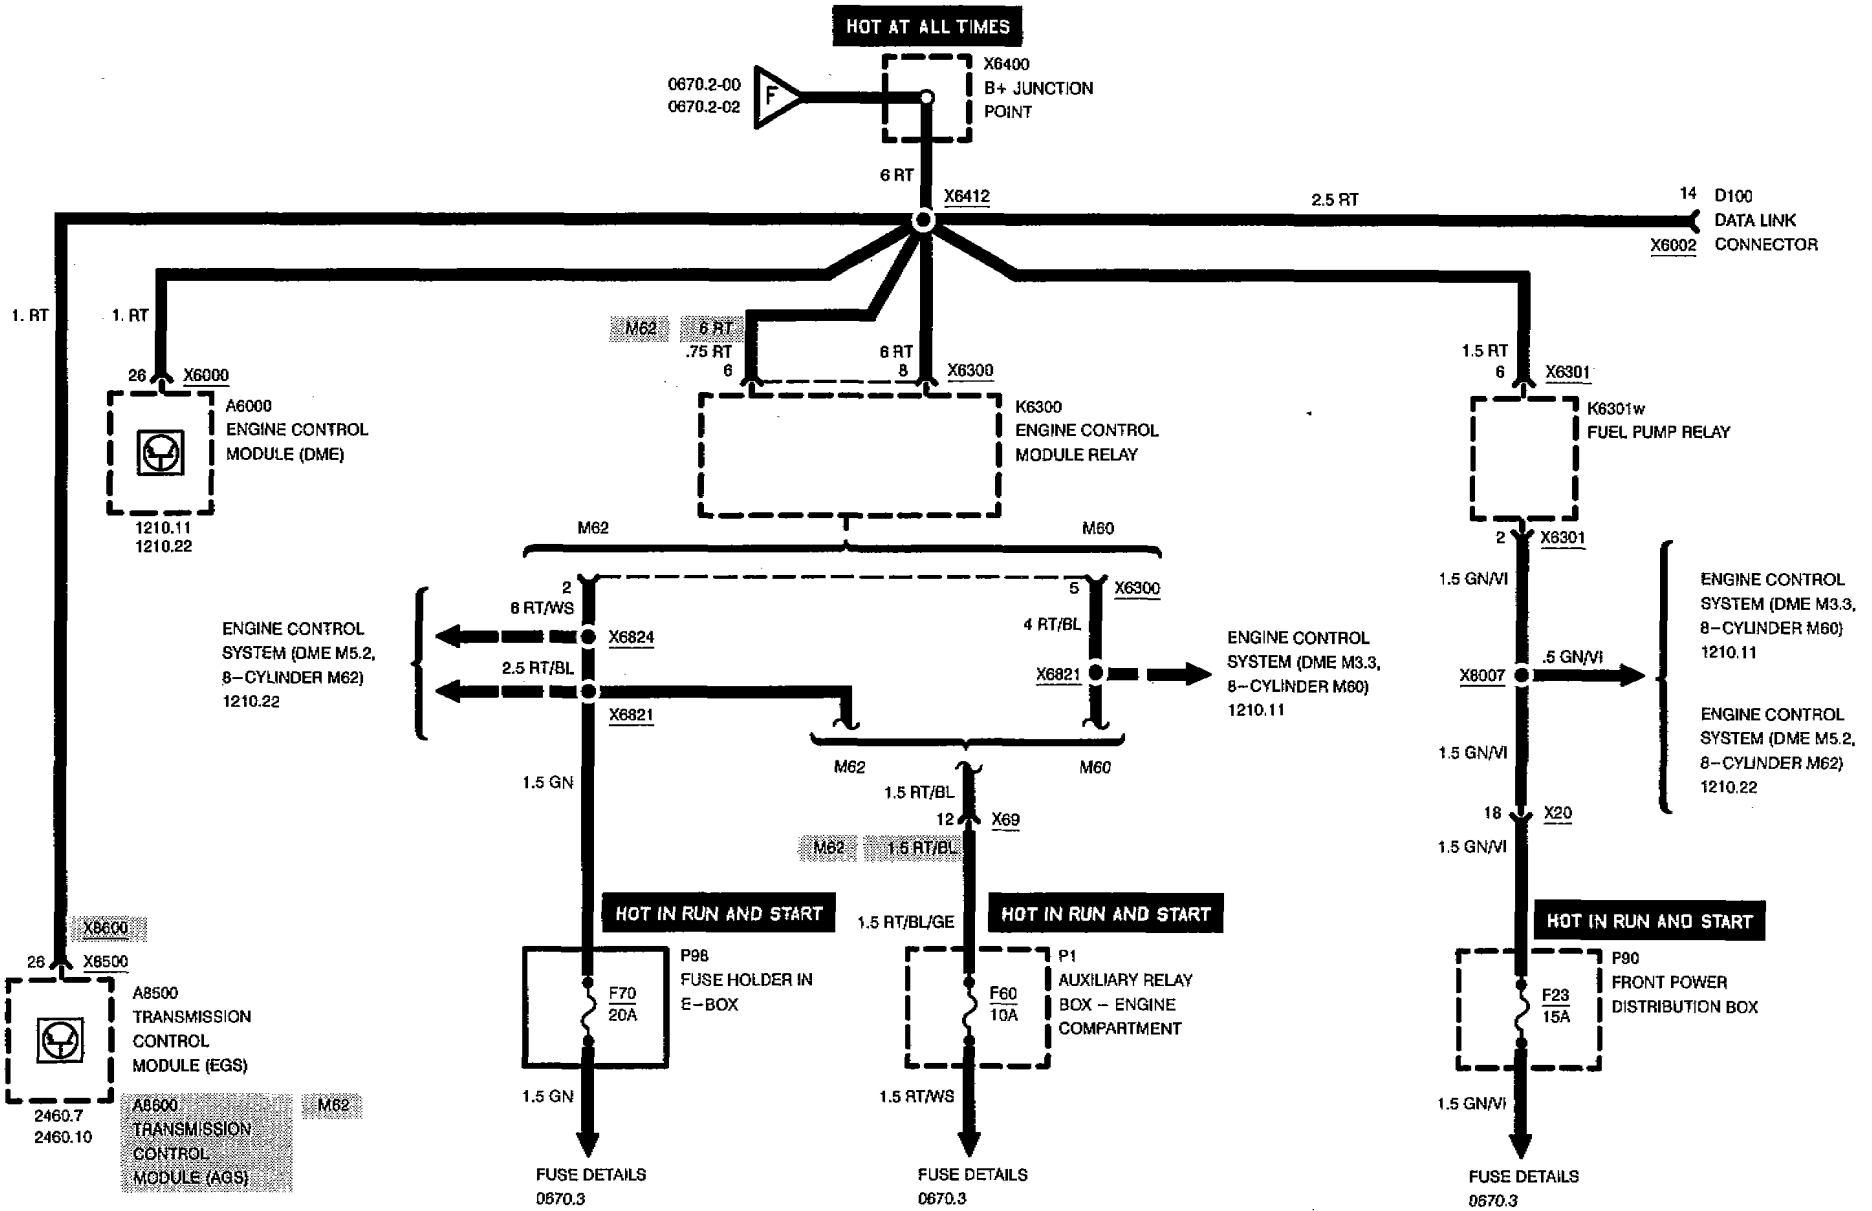 HOT AT ALL TIMES
0670.2-00
0670.2-02
F
X6400
B+ JUNCTION
POINT
6 RT
X6412
2.5 RT
14
D100
DATA LINK
CONNECTOR
X6002
1. RT
1. RT
M62
6 RT
.75 RT
6
6 RT
8
X6300
1.5 RT
6
X6301
26
X6000
A6000
ENGINE CONTROL
MODULE (DME)
1210.11
1210.22
K6300
ENGINE CONTROL
MODULE RELAY
K6301w
FUEL PUMP RELAY
M62
M60
2
X6301
1.5 GN/VI
2
6 RT/WS
5
X6300
4 RT/BL
ENGINE CONTROL
SYSTEM (DME M5.2,
8-CYLINDER M62)
1210.22
X6824
2.5 RT/BL
X6821
X6821
ENGINE CONTROL
SYSTEM (DME M3.3,
8-CYLINDER M60)
1210.11
X8007
.5 GN/VI
ENGINE CONTROL
SYSTEM (DME M3.3,
8-CYLINDER M60)
1210.11
ENGINE CONTROL
SYSTEM (DME M5.2,
8-CYLINDER M62)
1210.22
1.5 GN
M62
M60
1.5 RT/BL
12
X69
M62
1.5 RT/BL
1.5 GN/VI
18
X20
1.5 GN/VI
HOT IN RUN AND START
1.5 RT/BL/GE
HOT IN RUN AND START
HOT IN RUN AND START
X8600
26
X8500
A8500
TRANSMISSION
CONTROL
MODULE (EGS)
2460.7
2460.10
A8600
TRANSMISSION
CONTROL
MODULE (AGS)
M62
P98
FUSE HOLDER IN
E-BOX
F70
20A
P1
AUXILIARY RELAY
BOX - ENGINE
COMPARTMENT
F60
10A
P90
FRONT POWER
DISTRIBUTION BOX
F23
15A
1.5 GN
1.5 RT/WS
1.5 GN/VI
FUSE DETAILS
0670.3
FUSE DETAILS
0670.3
FUSE DETAILS
0670.3